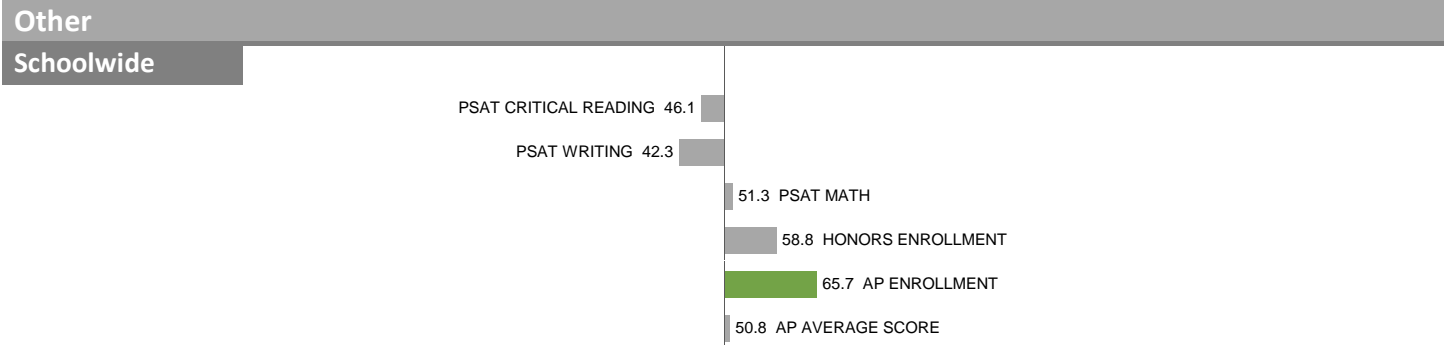 Other
Schoolwide
PSAT CRITICAL READING 46.1
PSAT WRITING 42.3
51.3 PSAT MATH
58.8 HONORS ENROLLMENT
65.7 AP ENROLLMENT
50.8 AP AVERAGE SCORE